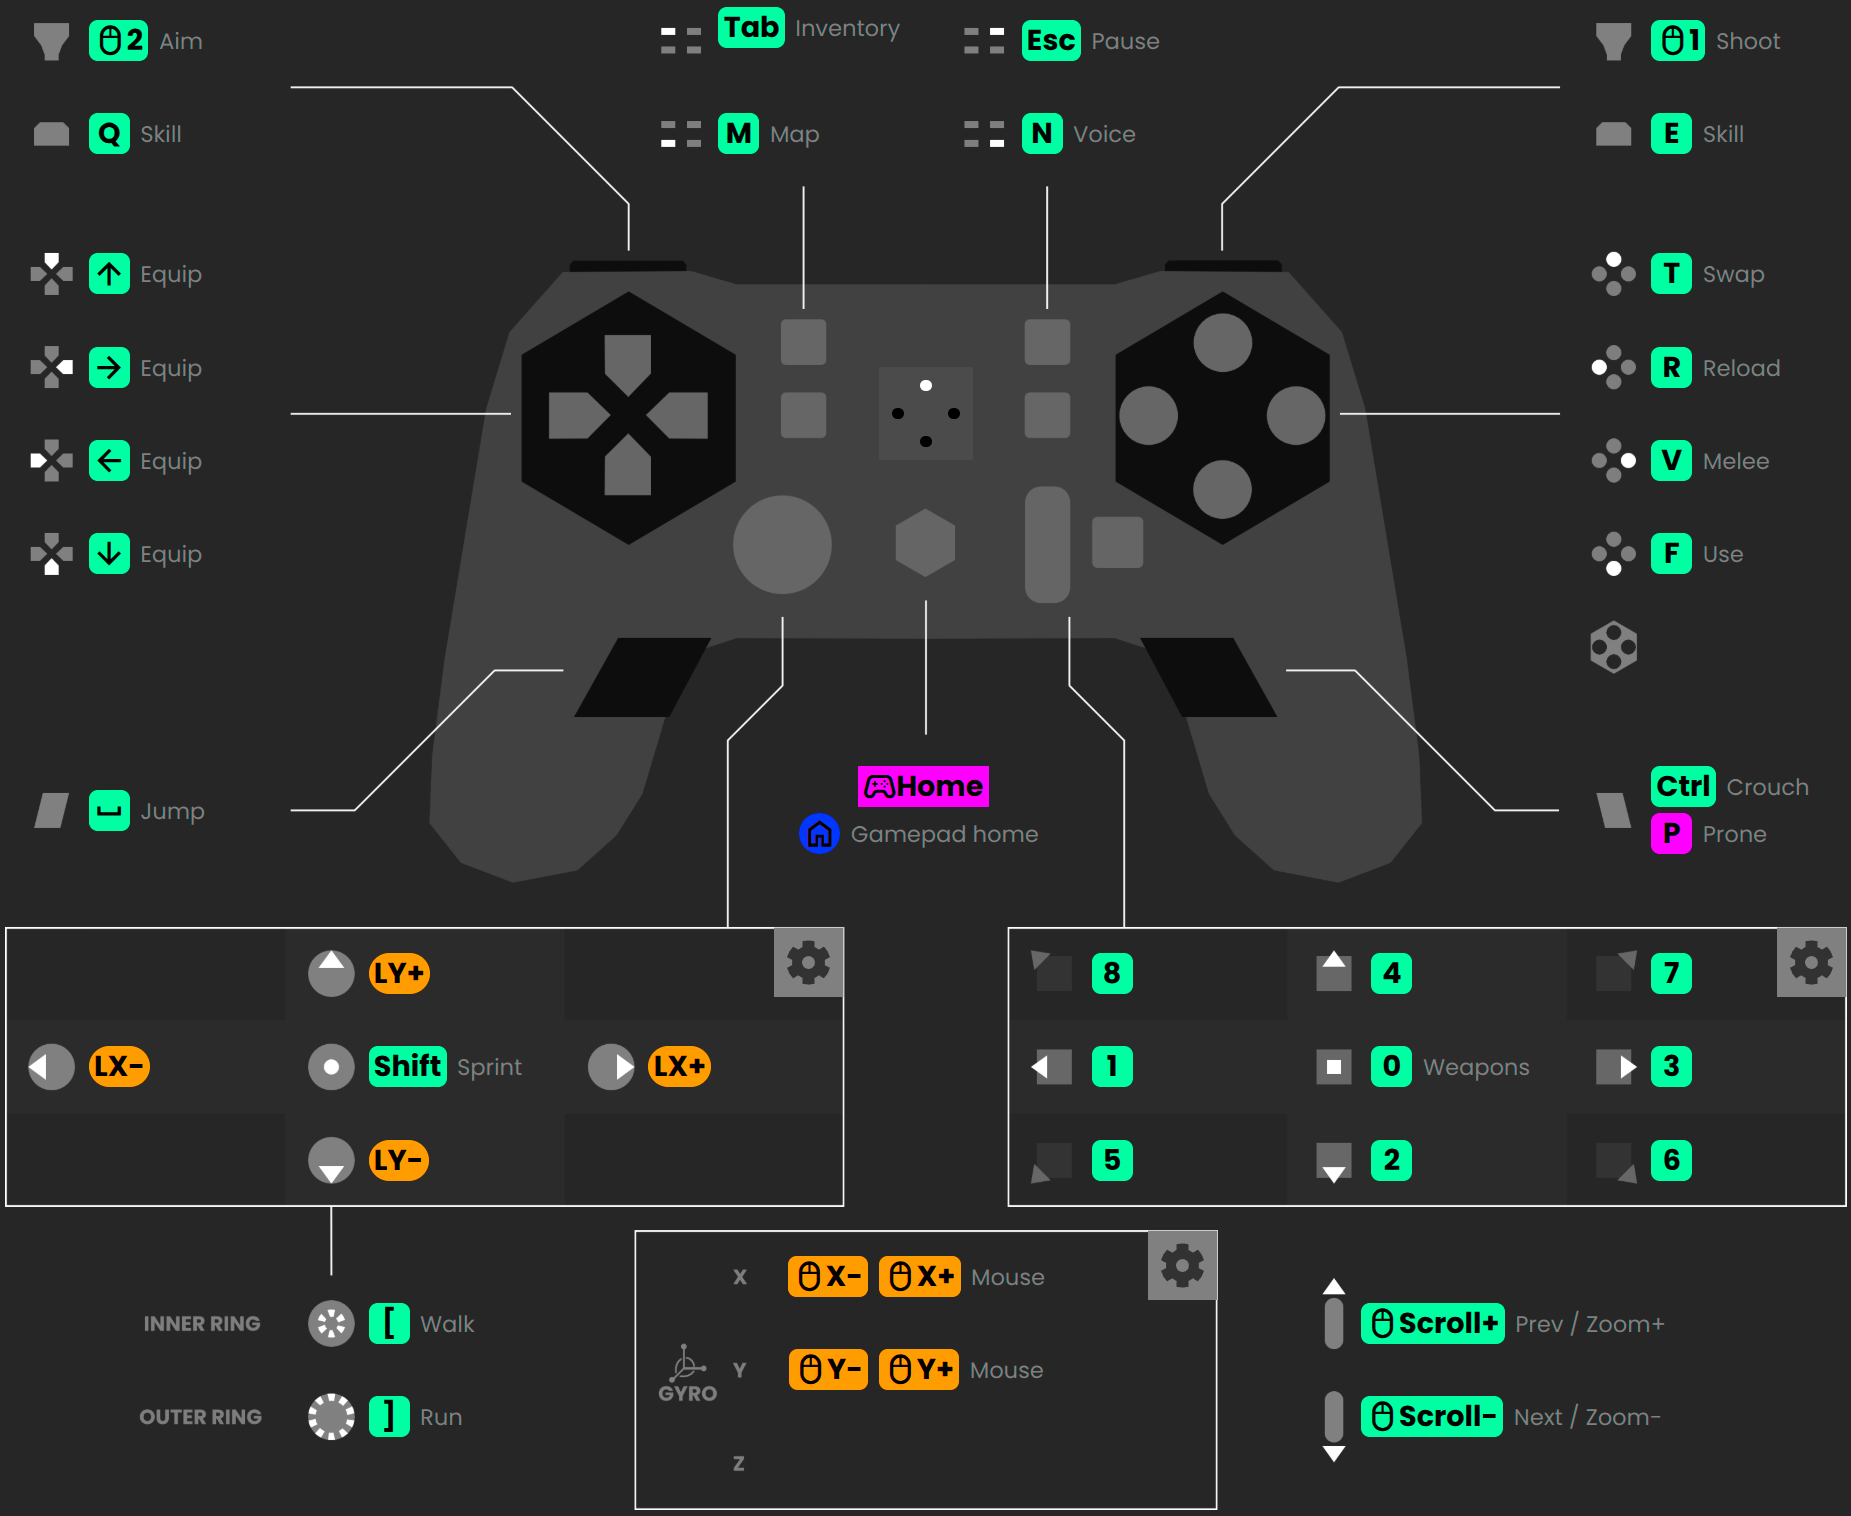 2 Aim
Tab Inventory
Esc Pause
1 Shoot
Q Skill
M Map
N Voice
E Skill
↑ Equip
T Swap
→ Equip
R Reload
← Equip
V Melee
↓ Equip
F Use
Home
Gamepad home
Jump
Ctrl Crouch
P Prone
LY+
LX-
Shift Sprint
LX+
LY-
8
4
7
1
0 Weapons
3
5
2
6
INNER RING [ Walk
OUTER RING ] Run
GYRO
X X- X+ Mouse
Y Y- Y+ Mouse
Z
Scroll+ Prev / Zoom+
Scroll- Next / Zoom-